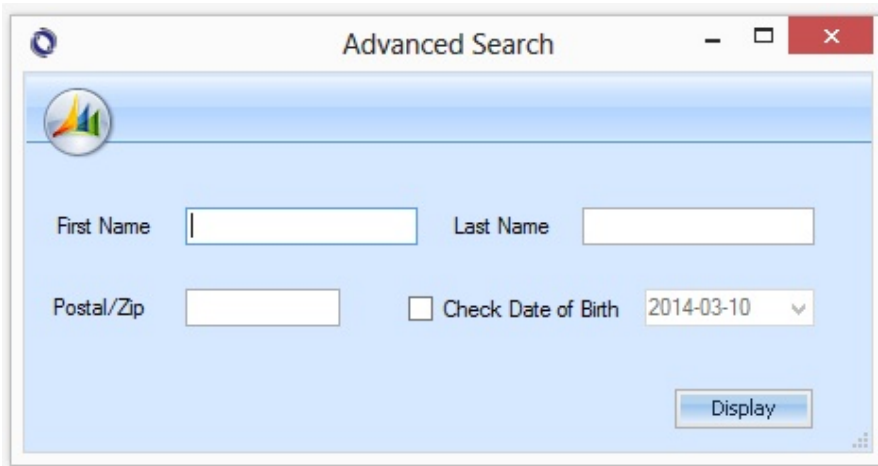 Advanced Search
First Name Last Name
Postal/Zip Check Date of Birth 2014-03-10
Display